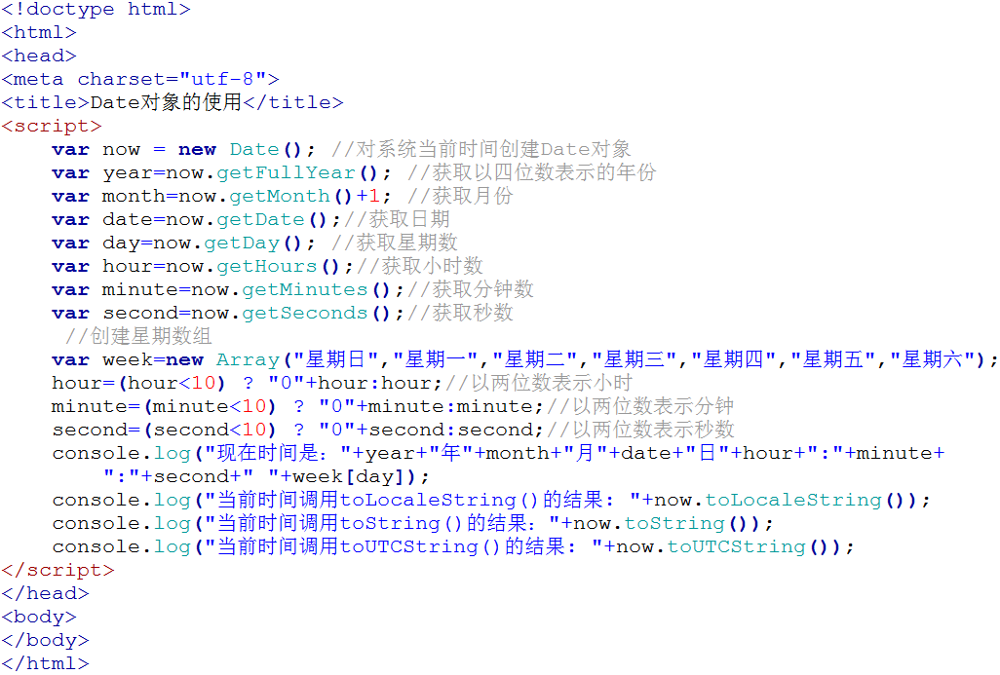 <!doctype html>
<html>
<head>
<meta charset="utf-8">
<title>Date对象的使用</title>
<script>
    var now = new Date(); //对系统当前时间创建Date对象
    var year=now.getFullYear(); //获取以四位数表示的年份
    var month=now.getMonth()+1; //获取月份
    var date=now.getDate();//获取日期
    var day=now.getDay(); //获取星期数
    var hour=now.getHours();//获取小时数
    var minute=now.getMinutes();//获取分钟数
    var second=now.getSeconds();//获取秒数
     //创建星期数组
    var week=new Array("星期日","星期一","星期二","星期三","星期四","星期五","星期六");
    hour=(hour<10) ? "0"+hour:hour;//以两位数表示小时
    minute=(minute<10) ? "0"+minute:minute;//以两位数表示分钟
    second=(second<10) ? "0"+second:second;//以两位数表示秒数
    console.log("现在时间是："+year+"年"+month+"月"+date+"日"+hour+":"+minute+
        ":"+second+" "+week[day]);
    console.log("当前时间调用toLocaleString()的结果: "+now.toLocaleString());
    console.log("当前时间调用toString()的结果："+now.toString());
    console.log("当前时间调用toUTCString()的结果: "+now.toUTCString());
</script>
</head>
<body>
</body>
</html>